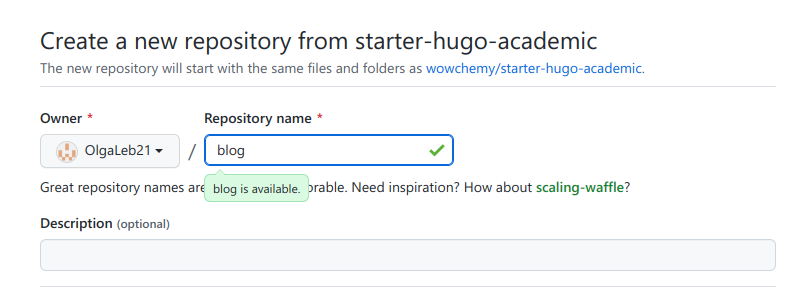 Create a new repository from starter-hugo-academic
The new repository will start with the same files and folders as wowchemy/starter-hugo-academic.
Owner * Repository name *
OlgaLeb21 / blog
Great repository names are orable. Need inspiration? How about scaling-waffle?
blog is available.
Description (optional)